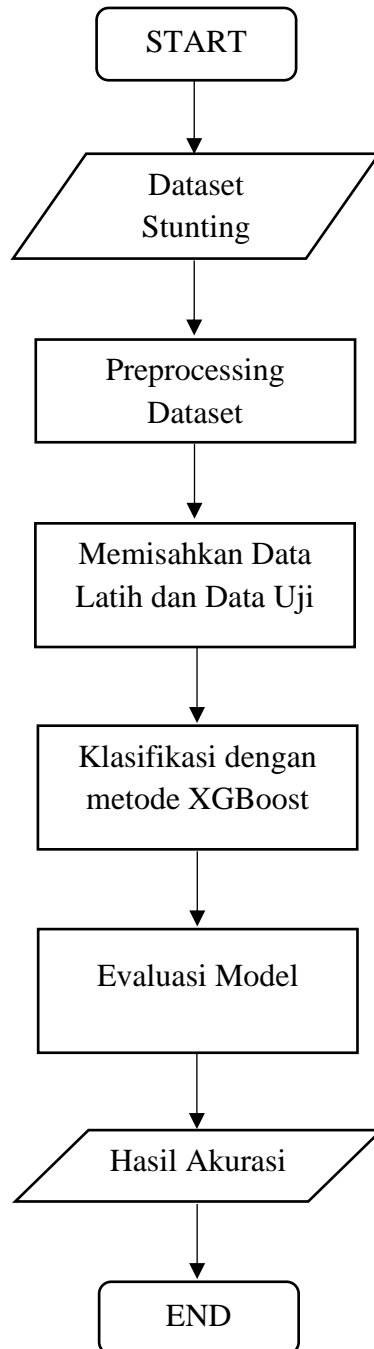 START
Dataset
Stunting
Preprocessing
Dataset
Memisahkan Data
Latih dan Data Uji
Klasifikasi dengan
metode XGBoost
Evaluasi Model
Hasil Akurasi
END